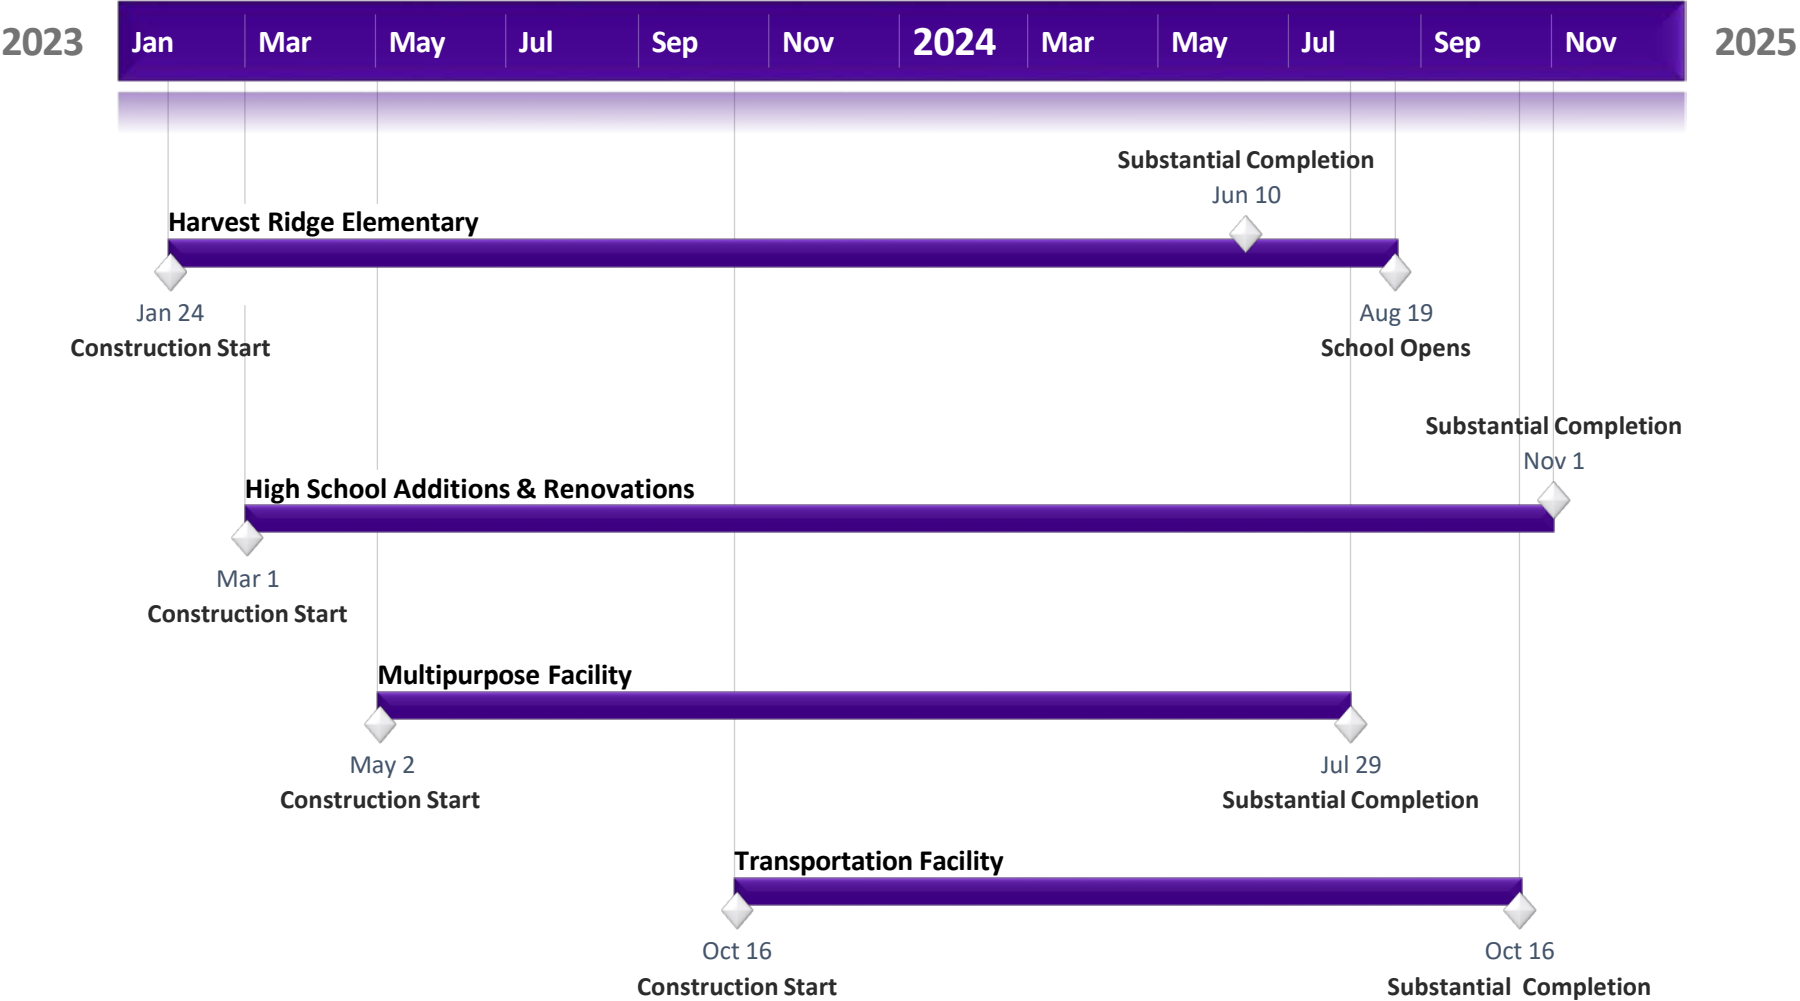 2023 Jan Mar May Jul Sep Nov 2024 Mar May Jul Sep Nov 2025
Substantial Completion
Jun 10
Harvest Ridge Elementary
Jan 24 Aug 19
Construction Start School Opens
Substantial Completion
Nov 1
High School Additions & Renovations
Mar 1
Construction Start
Multipurpose Facility
May 2 Jul 29
Construction Start Substantial Completion
Transportation Facility
Oct 16 Oct 16
Construction Start Substantial Completion